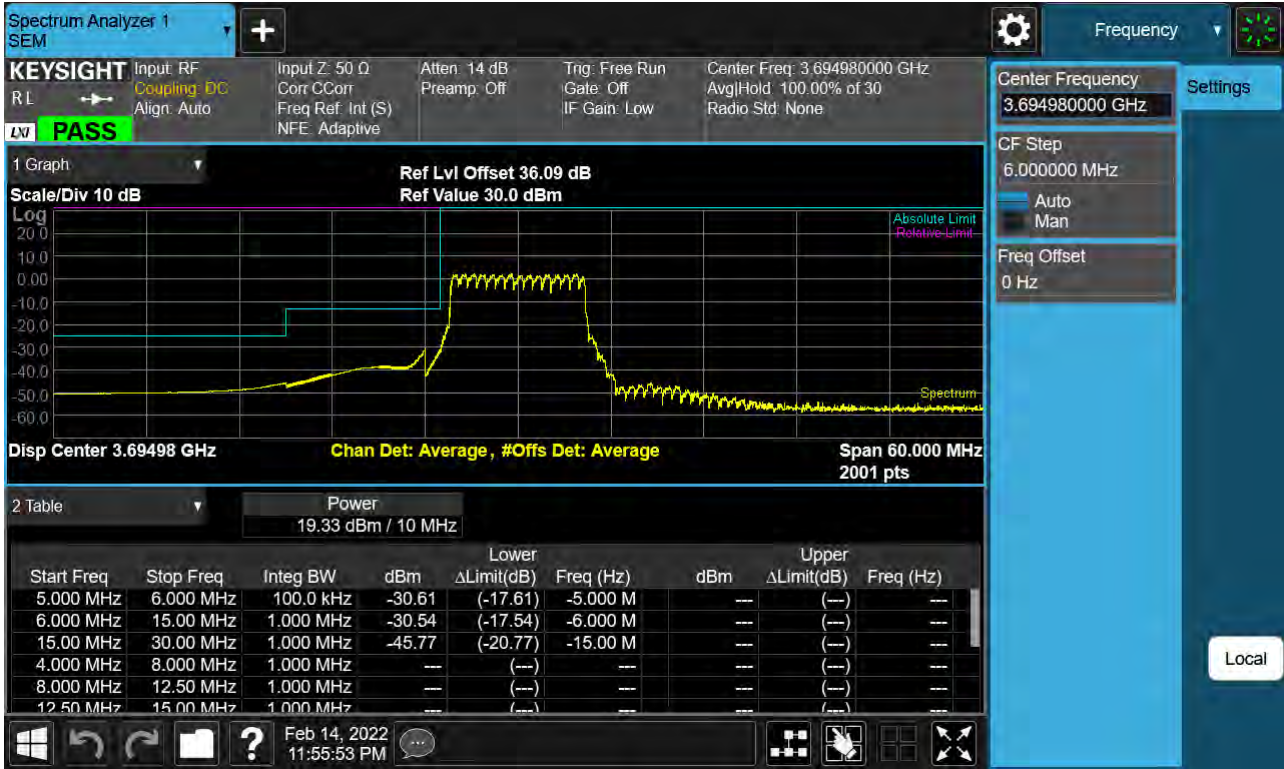 Spectrum Analyzer 1
SEM
Frequency
KEYSIGHT
R L
LXI
PASS
Input: RF
Coupling: DC
Align: Auto
Input Z: 50 Ω
Corr CCorr
Freq Ref: Int (S)
NFE: Adaptive
Atten: 14 dB
Preamp: Off
Trig: Free Run
Gate: Off
IF Gain: Low
Center Freq: 3.694980000 GHz
Avg|Hold: 100.00% of 30
Radio Std: None
Center Frequency
3.694980000 GHz
Settings
CF Step
6.000000 MHz
Auto
Man
Freq Offset
0 Hz
1 Graph
Scale/Div 10 dB
Ref Lvl Offset 36.09 dB
Ref Value 30.0 dBm
Log
20.0
10.0
0.00
-10.0
-20.0
-30.0
-40.0
-50.0
-60.0
Absolute Limit
Relative Limit
Spectrum
Disp Center 3.69498 GHz
Chan Det: Average, #Offs Det: Average
Span 60.000 MHz
2001 pts
2 Table
Power
19.33 dBm / 10 MHz
Lower Upper
Start Freq Stop Freq Integ BW dBm ΔLimit(dB) Freq (Hz) dBm ΔLimit(dB) Freq (Hz)
5.000 MHz 6.000 MHz 100.0 kHz -30.61 (-17.61) -5.000 M --- (---) ---
6.000 MHz 15.00 MHz 1.000 MHz -30.54 (-17.54) -6.000 M --- (---) ---
15.00 MHz 30.00 MHz 1.000 MHz -45.77 (-20.77) -15.00 M --- (---) ---
4.000 MHz 8.000 MHz 1.000 MHz --- (---) --- --- (---) ---
8.000 MHz 12.50 MHz 1.000 MHz --- (---) --- --- (---) ---
12.50 MHz 15.00 MHz 1.000 MHz --- (---) --- --- (---) ---
Local
?
Feb 14, 2022
11:55:53 PM